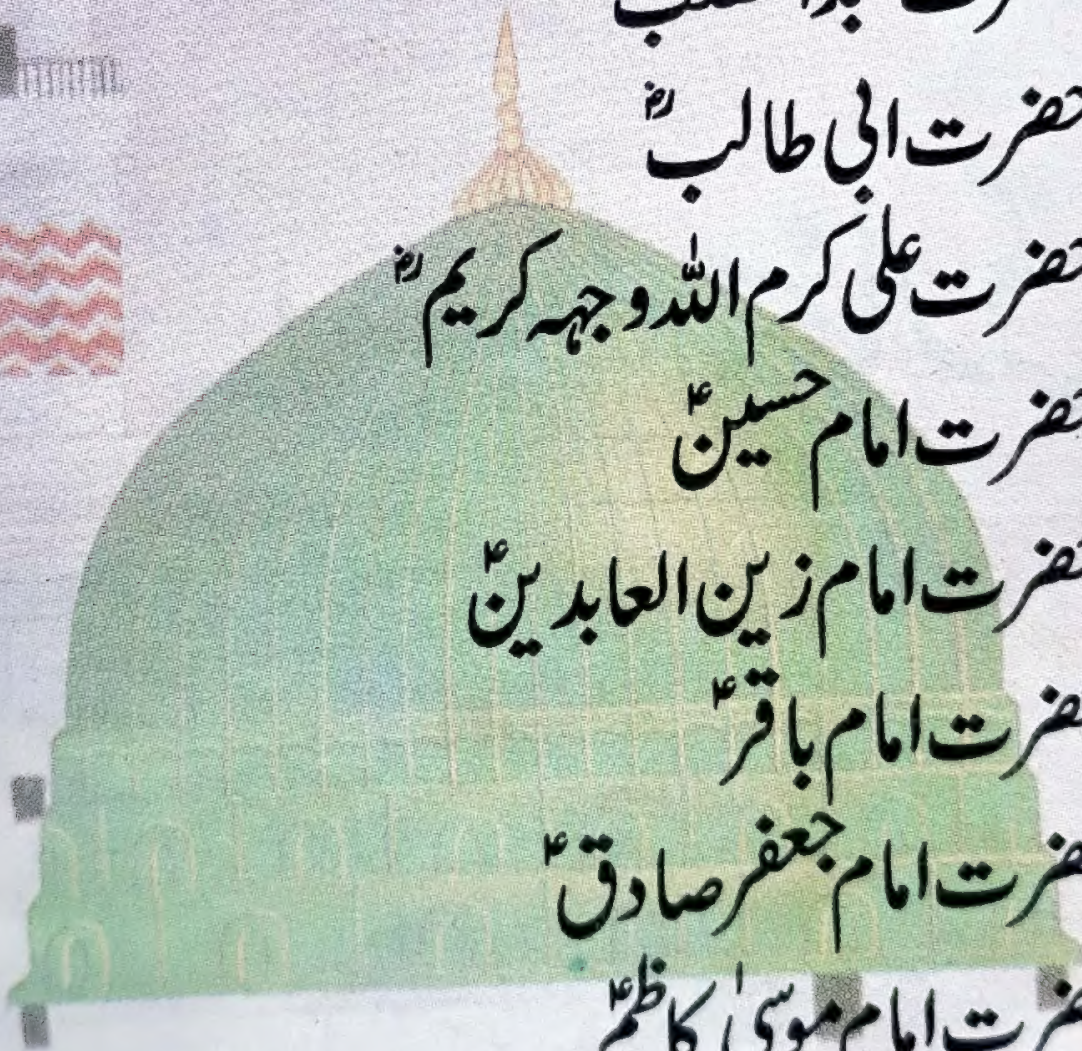 حضرت ابی طالبؓ
حضرت علی کرم اللہ وجہہ کریمؓ
حضرت امام حسینؑ
حضرت امام زین العابدینؑ
حضرت امام باقرؑ
حضرت امام جعفر صادقؑ
حضرت امام موسیٰ کاظمؑ